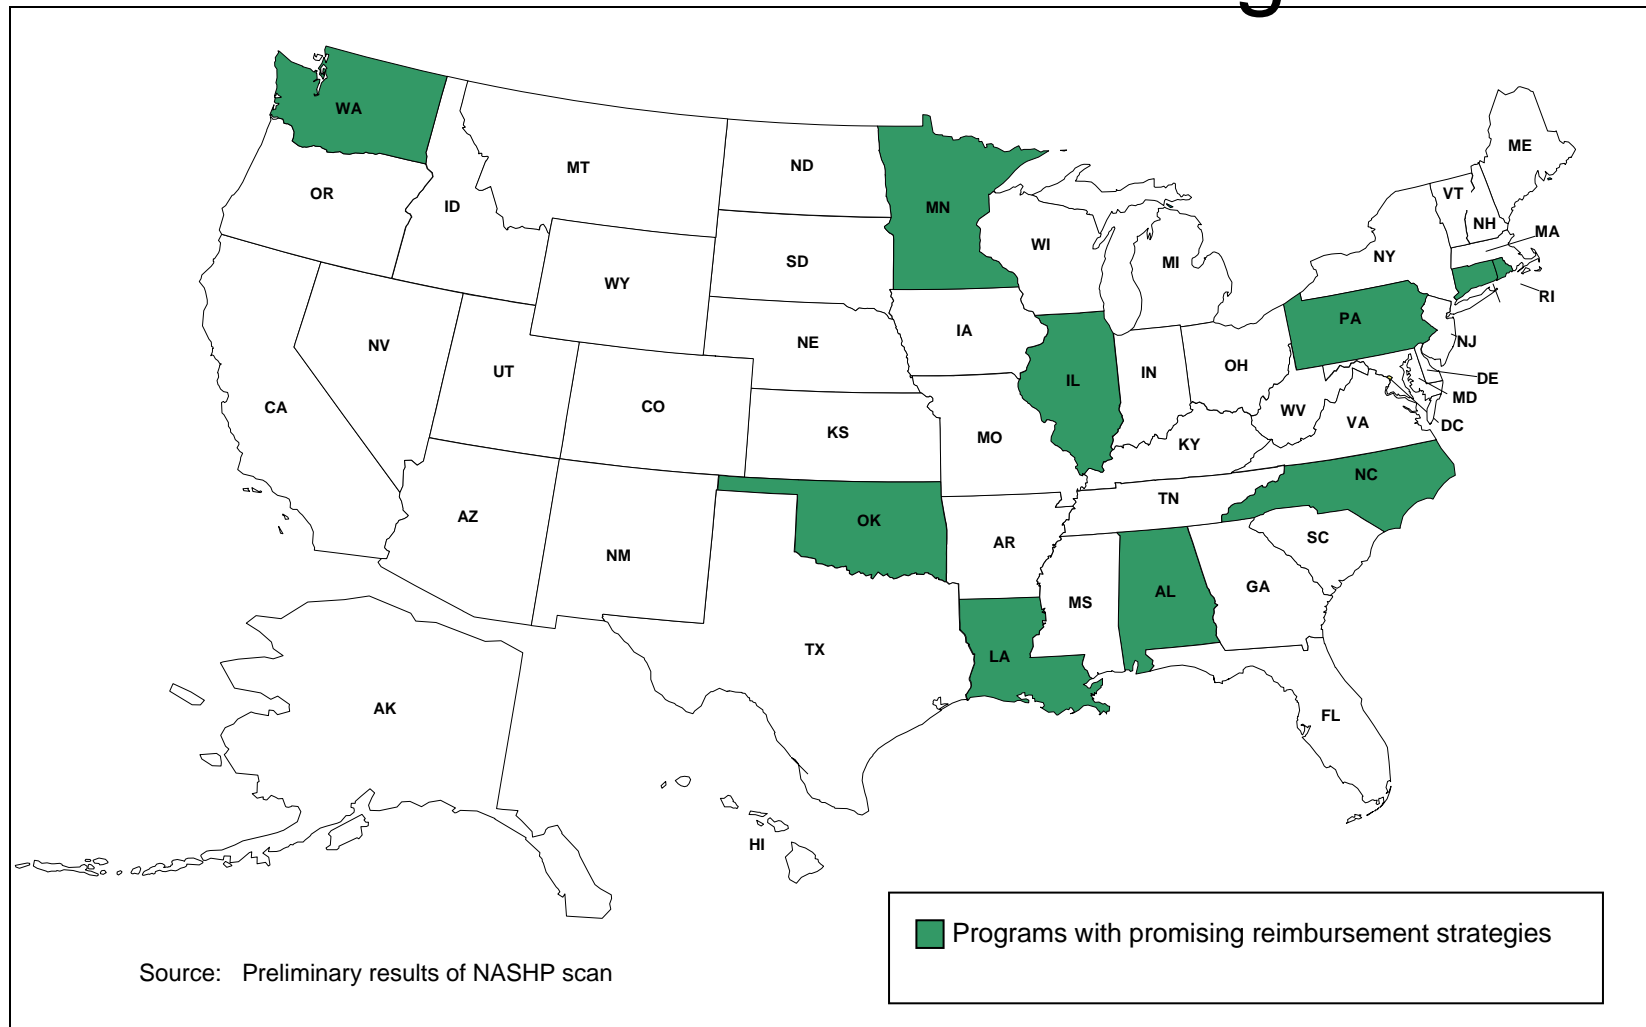 WA
MT
ND
ME
OR
ID
MN
VT
NH
MA
WI
NY
SD
MI
WY
RI
PA
IA
NE
NV
NJ
UT
OH
IN
DE
IL
MD
CA
CO
WV
VA
DC
KS
MO
KY
NC
TN
AZ
OK
SC
AR
NM
GA
AL
MS
TX
LA
AK
FL
HI
Programs with promising reimbursement strategies
Source: Preliminary results of NASHP scan